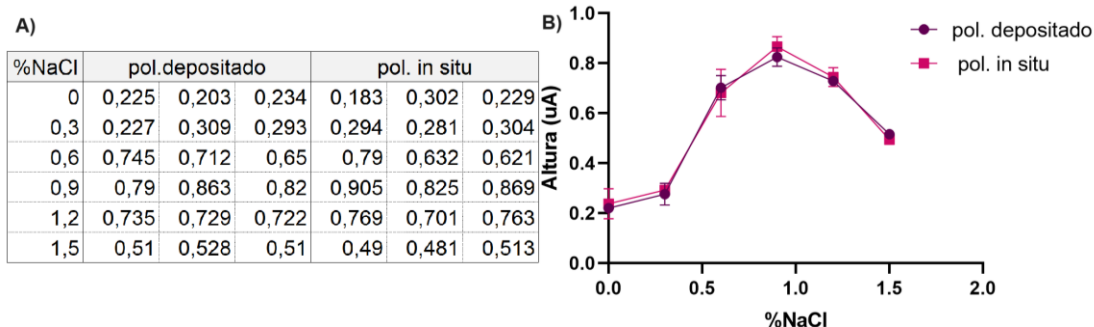 A)
%NaCl pol.depositado pol. in situ
0 0,225 0,203 0,234 0,183 0,302 0,229
0,3 0,227 0,309 0,293 0,294 0,281 0,304
0,6 0,745 0,712 0,65 0,79 0,632 0,621
0,9 0,79 0,863 0,82 0,905 0,825 0,869
1,2 0,735 0,729 0,722 0,769 0,701 0,763
1,5 0,51 0,528 0,51 0,49 0,481 0,513
B)
Altura (uA)
1.0
0.8
0.6
0.4
0.2
0.0
0.0 0.5 1.0 1.5 2.0
%NaCl
pol. depositado
pol. in situ